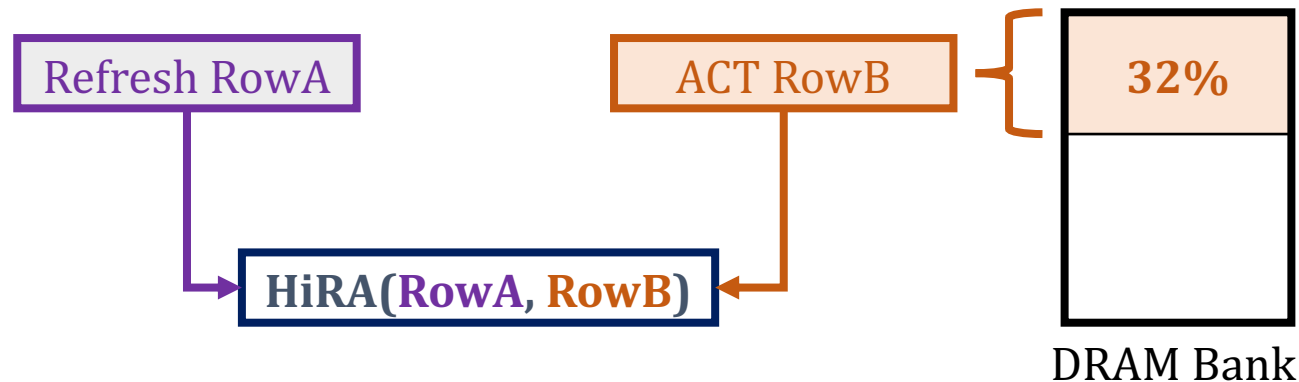 Refresh RowA
ACT RowB
32%
HiRA(RowA, RowB)
DRAM Bank